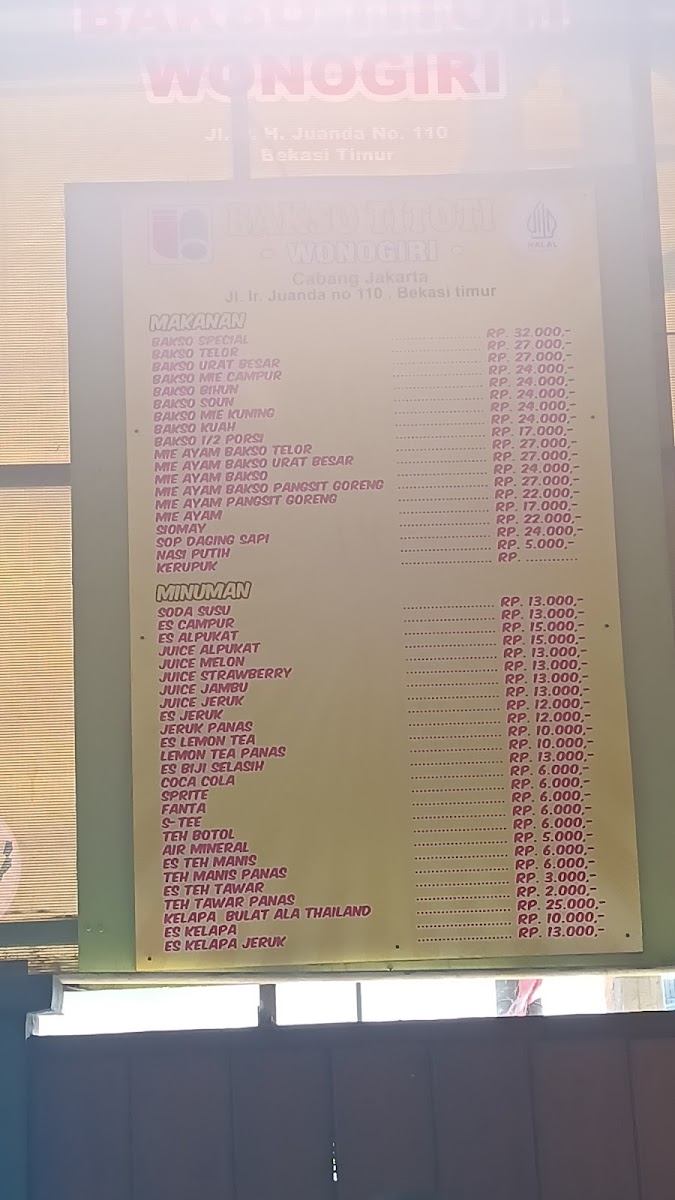 BAKSO TITOTI
WONOGIRI
Jl. Ir. H. Juanda No. 110
Bekasi Timur
BAKSO TITOTI
• WONOGIRI •
HALAL
Cabang Jakarta
Jl. Ir. Juanda no 110 . Bekasi timur
MAKANAN
BAKSO SPECIAL RP. 32.000,-
BAKSO TELOR RP. 27.000,-
BAKSO URAT BESAR RP. 27.000,-
BAKSO MIE CAMPUR RP. 24.000,-
BAKSO BIHUN RP. 24.000,-
BAKSO SOUN RP. 24.000,-
BAKSO MIE KUNING RP. 24.000,-
BAKSO KUAH RP. 24.000,-
BAKSO 1/2 PORSI RP. 17.000,-
MIE AYAM BAKSO TELOR RP. 27.000,-
MIE AYAM BAKSO URAT BESAR RP. 27.000,-
MIE AYAM BAKSO RP. 24.000,-
MIE AYAM BAKSO PANGSIT GORENG RP. 27.000,-
MIE AYAM PANGSIT GORENG RP. 22.000,-
MIE AYAM RP. 17.000,-
SIOMAY RP. 22.000,-
SOP DAGING SAPI RP. 24.000,-
NASI PUTIH RP. 5.000,-
KERUPUK RP. ............
MINUMAN
SODA SUSU RP. 13.000,-
ES CAMPUR RP. 13.000,-
ES ALPUKAT RP. 15.000,-
JUICE ALPUKAT RP. 15.000,-
JUICE MELON RP. 13.000,-
JUICE STRAWBERRY RP. 13.000,-
JUICE JAMBU RP. 13.000,-
JUICE JERUK RP. 13.000,-
ES JERUK RP. 12.000,-
JERUK PANAS RP. 12.000,-
ES LEMON TEA RP. 10.000,-
LEMON TEA PANAS RP. 10.000,-
ES BIJI SELASIH RP. 13.000,-
COCA COLA RP. 6.000,-
SPRITE RP. 6.000,-
FANTA RP. 6.000,-
S-TEE RP. 6.000,-
TEH BOTOL RP. 6.000,-
AIR MINERAL RP. 5.000,-
ES TEH MANIS RP. 6.000,-
TEH MANIS PANAS RP. 6.000,-
ES TEH TAWAR RP. 3.000,-
TEH TAWAR PANAS RP. 2.000,-
KELAPA BULAT ALA THAILAND RP. 25.000,-
ES KELAPA RP. 10.000,-
ES KELAPA JERUK RP. 13.000,-